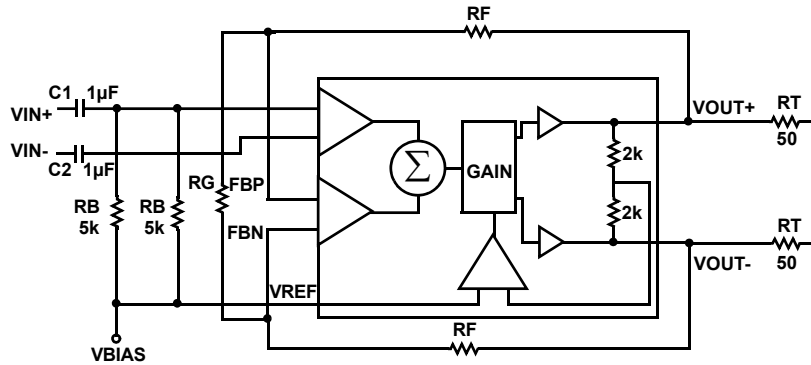 RF
C1 1µF
VIN+
VIN-
C2 1µF
RG FBP
FBN
RB
5k
RB
5k
VREF
VBIAS
Σ
GAIN
2k
2k
VOUT+
RT
50
RT
50
VOUT-
RF